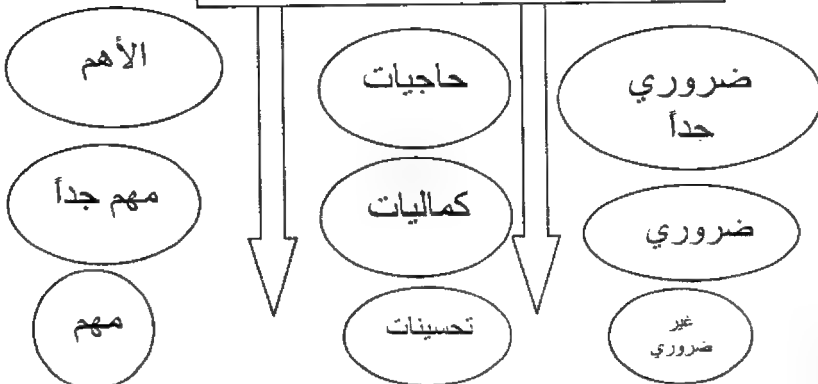 ضروري
جداً
حاجيات
الأهم
ضروري
كماليات
مهم جداً
غير
ضروري
تحسينات
مهم